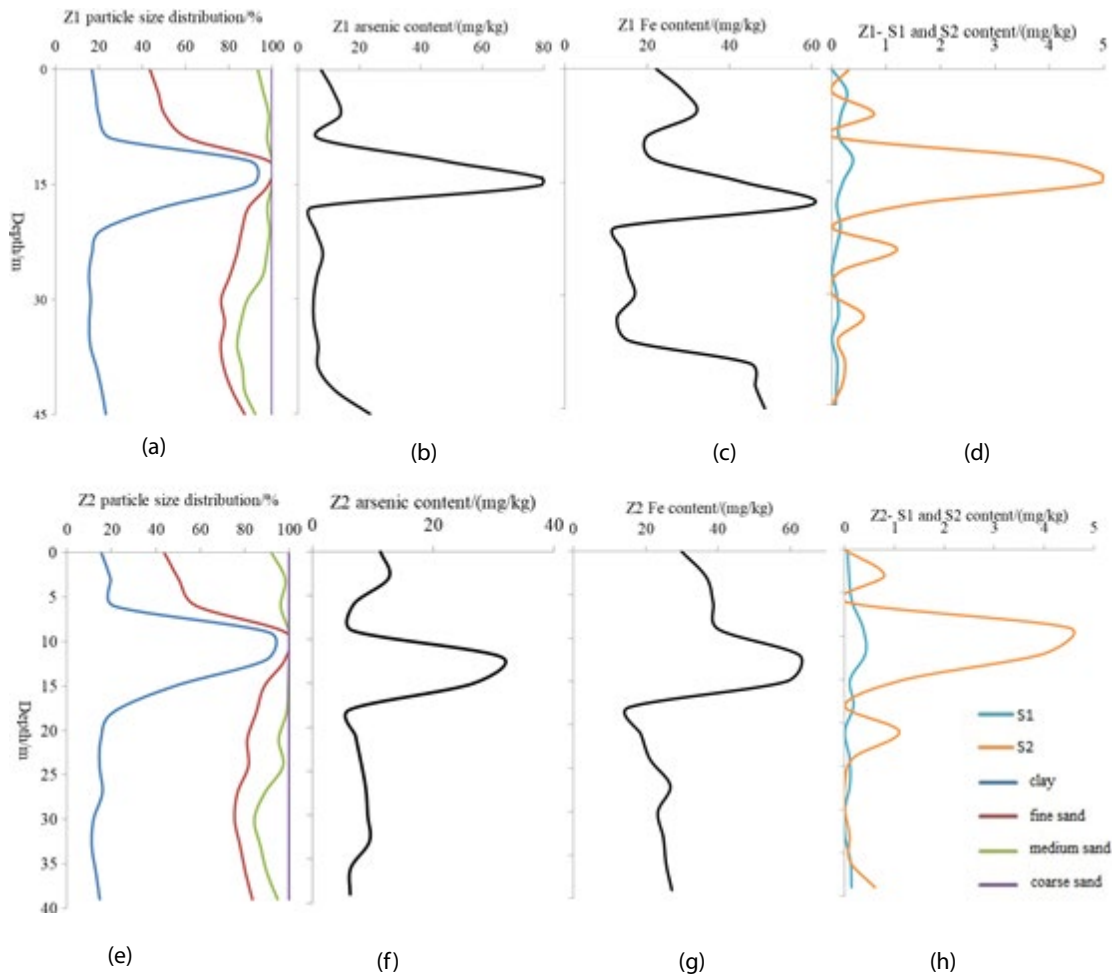 Z1 particle size distribution/%
0 20 40 60 80 100
0
15
30
45
Depth/m
(a)
Z1 arsenic content/(mg/kg)
0 20 40 60 80
(b)
Z1 Fe content/(mg/kg)
0 20 40 60
(c)
Z1- S1 and S2 content/(mg/kg)
0 1 2 3 4 5
(d)
Z2 particle size distribution/%
0 20 40 60 80 100
0
5
10
15
20
25
30
35
40
Depth/m
(e)
Z2 arsenic content/(mg/kg)
0 20 40
(f)
Z2 Fe content/(mg/kg)
0 20 40 60
(g)
Z2- S1 and S2 content/(mg/kg)
0 1 2 3 4 5
S1
S2
clay
fine sand
medium sand
coarse sand
(h)